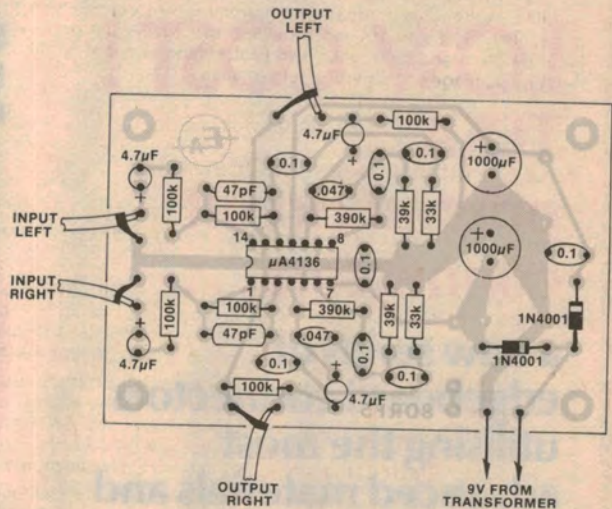 OUTPUT
LEFT
100k
4.7µF
4.7µF
+
+
0.1
0.1
0.1
+
1000µF
100k
47pF
.047
100k
390k
39k
33k
INPUT
LEFT
14
8
µA4136
1
7
0.1
+
1000µF
0.1
INPUT
RIGHT
100k
100k
390k
39k
33k
1N4001
47pF
.047
+
4.7µF
0.1
0.1
0.1
1N4001
100k
+
4.7µF
80RF5
OUTPUT
RIGHT
9V FROM
TRANSFORMER